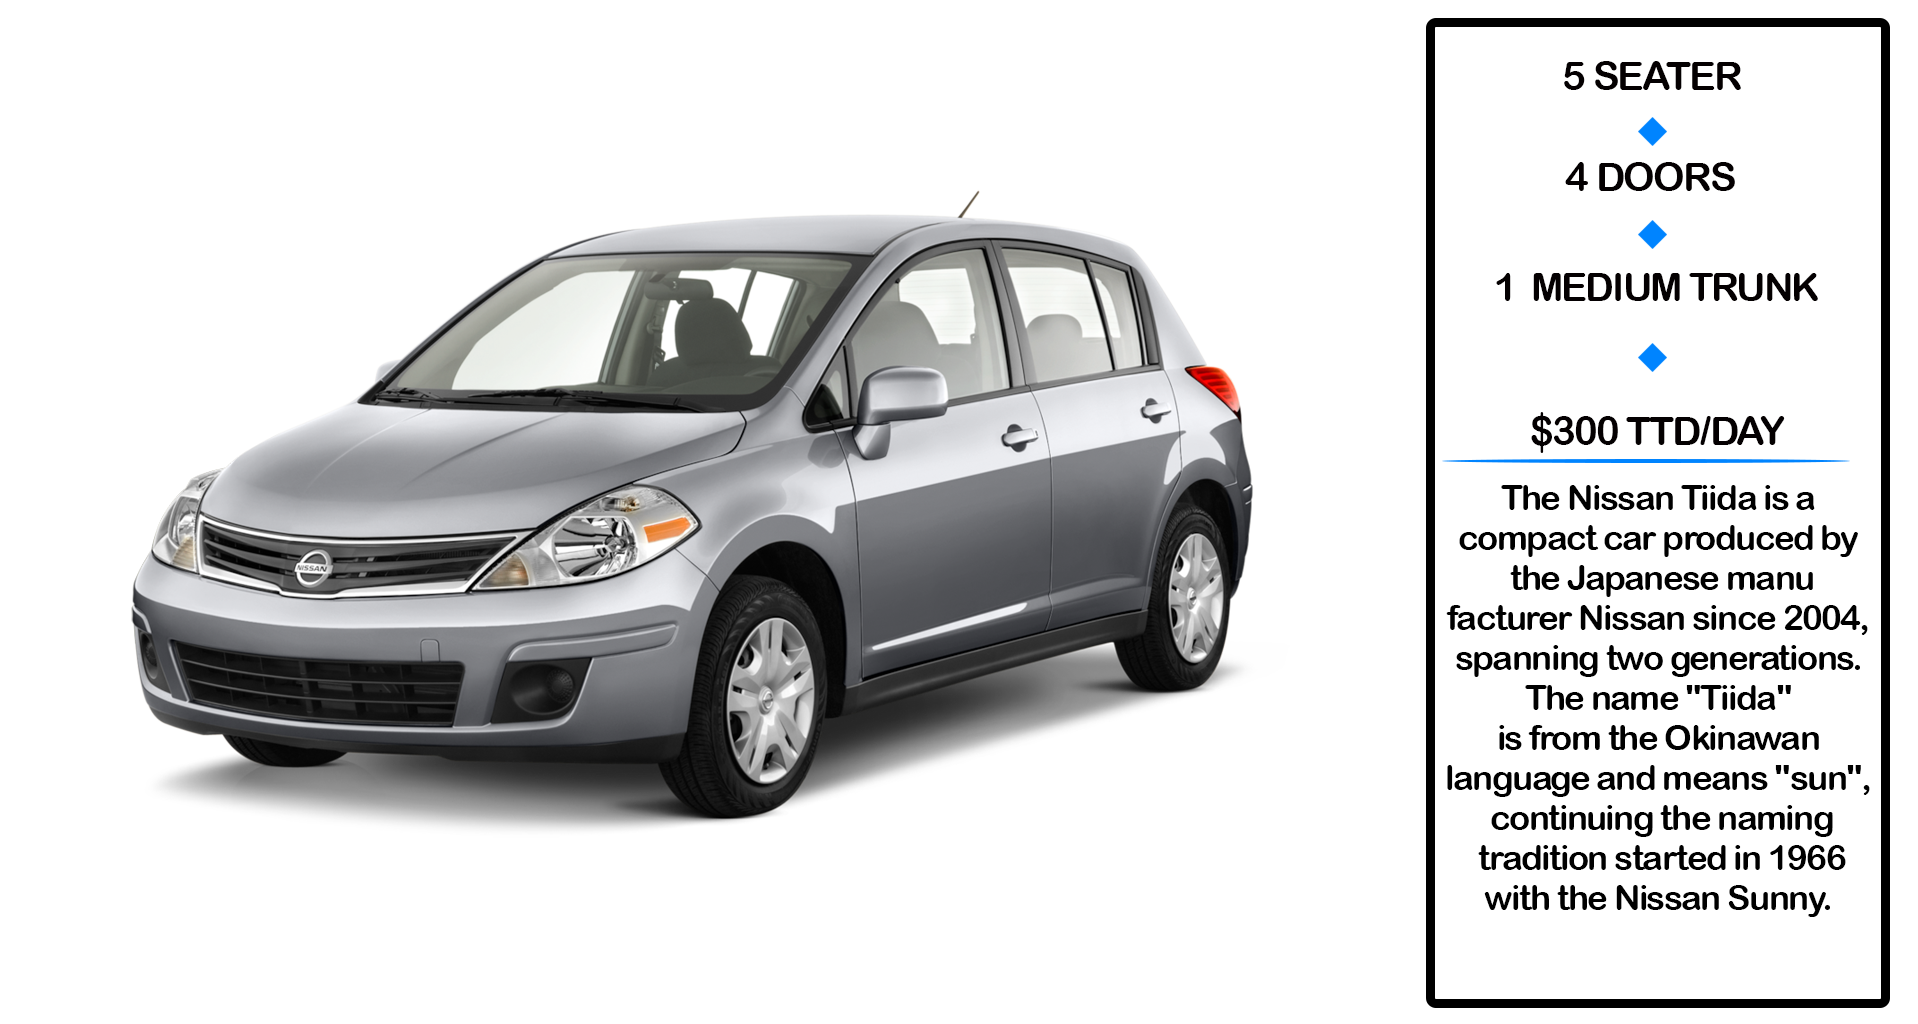 5 SEATER
4 DOORS
1 MEDIUM TRUNK
$300 TTD/DAY
The Nissan Tiida is a
compact car produced by
the Japanese manu
facturer Nissan since 2004,
spanning two generations.
The name "Tiida"
is from the Okinawan
language and means "sun",
continuing the naming
tradition started in 1966
with the Nissan Sunny.
NISSAN